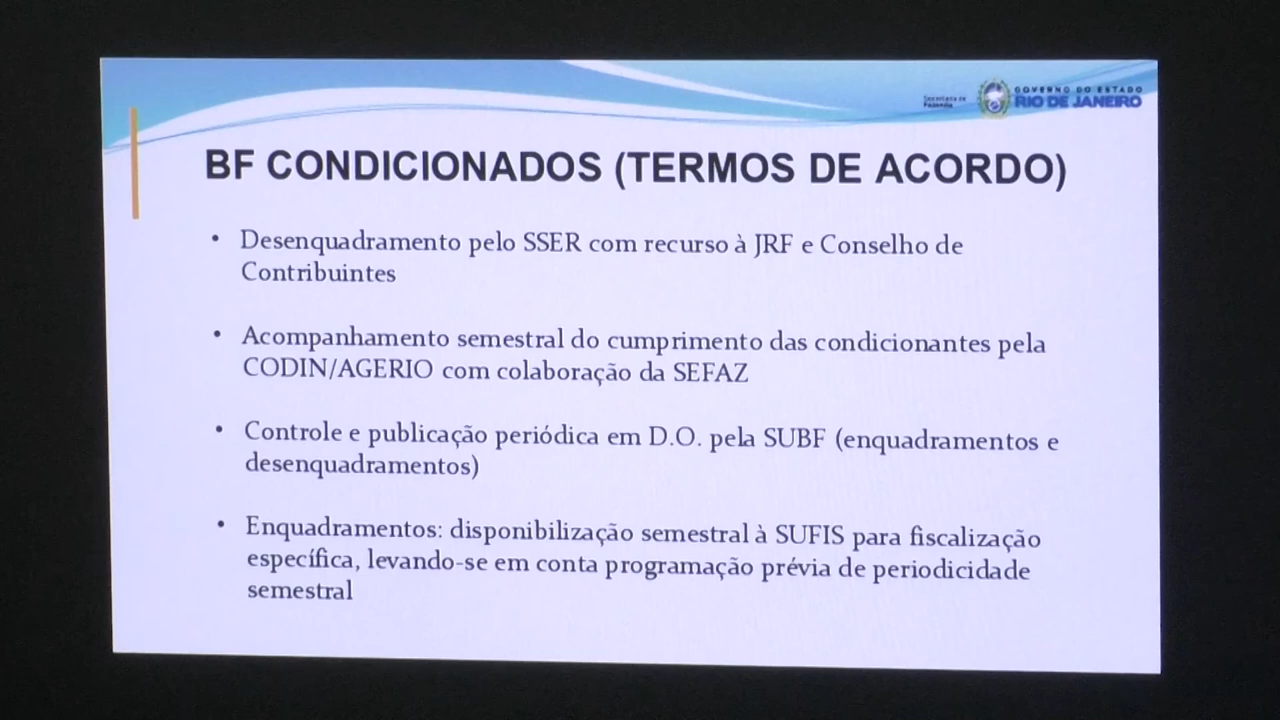 Secretaria de
Fazenda
GOVERNO DO ESTADO
RIO DE JANEIRO
BF CONDICIONADOS (TERMOS DE ACORDO)
• Desenquadramento pelo SSER com recurso à JRF e Conselho de
Contribuintes
• Acompanhamento semestral do cumprimento das condicionantes pela
CODIN/AGERIO com colaboração da SEFAZ
• Controle e publicação periódica em D.O. pela SUBF (enquadramentos e
desenquadramentos)
• Enquadramentos: disponibilização semestral à SUFIS para fiscalização
específica, levando-se em conta programação prévia de periodicidade
semestral